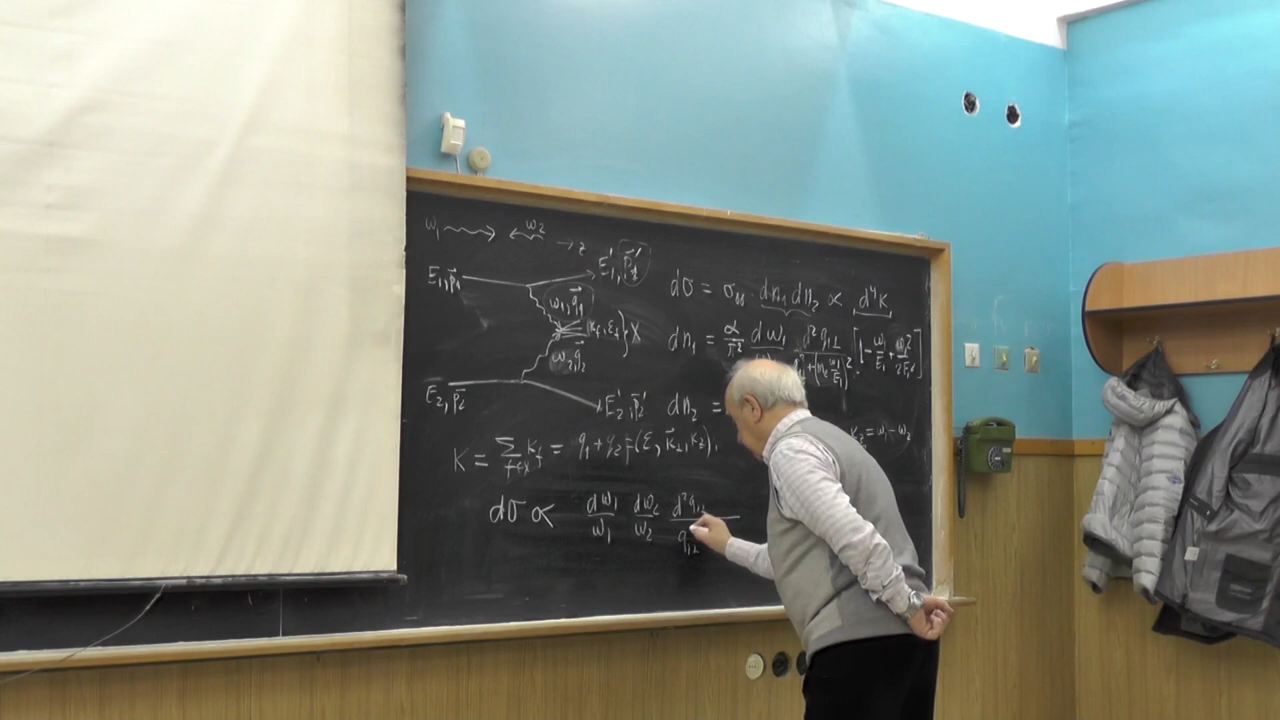 ω₁ ω₂ → z
E₁, p⃗₁ E₁', p⃗₁'
ω₁, q⃗₁
k_f, ε_f } X
ω₂, q⃗₂
E₂, p⃗₂ E₂', p⃗₂'
dσ = σ_γγ · dn₁ dn₂ ∝ d⁴K
dn₁ = α/π² dω₁/ω₁ d²q₁⊥/q₁⊥²+(mₑ ω₁/E₁)² [1 - ω₁/E₁ + ω₁²/2E₁²]
dn₂ =
K = Σ_{f∈X} k_f = q₁ + q₂ = (ε, k⃗⊥, K_z),
K_z = ω₁ - ω₂
dσ ∝ dω₁/ω₁ dω₂/ω₂ d²q₁⊥/q₁⊥